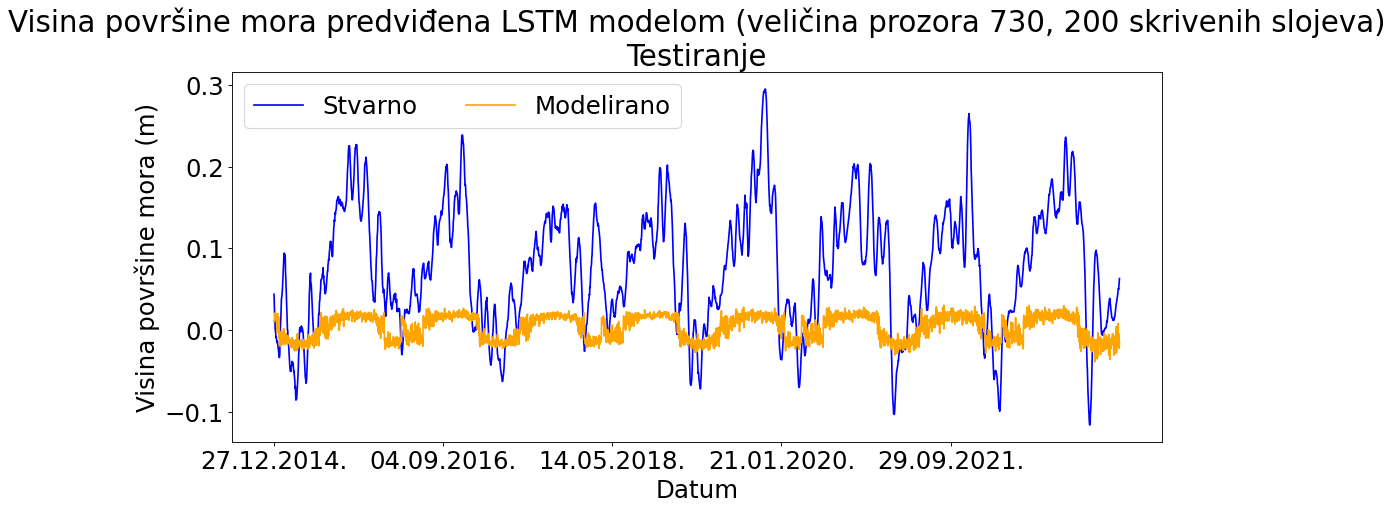 Visina površine mora predviđena LSTM modelom (veličina prozora 730, 200 skrivenih slojeva)
Testiranje
Stvarno
Modelirano
Visina površine mora (m)
0.3
0.2
0.1
0.0
−0.1
27.12.2014.
04.09.2016.
14.05.2018.
21.01.2020.
29.09.2021.
Datum